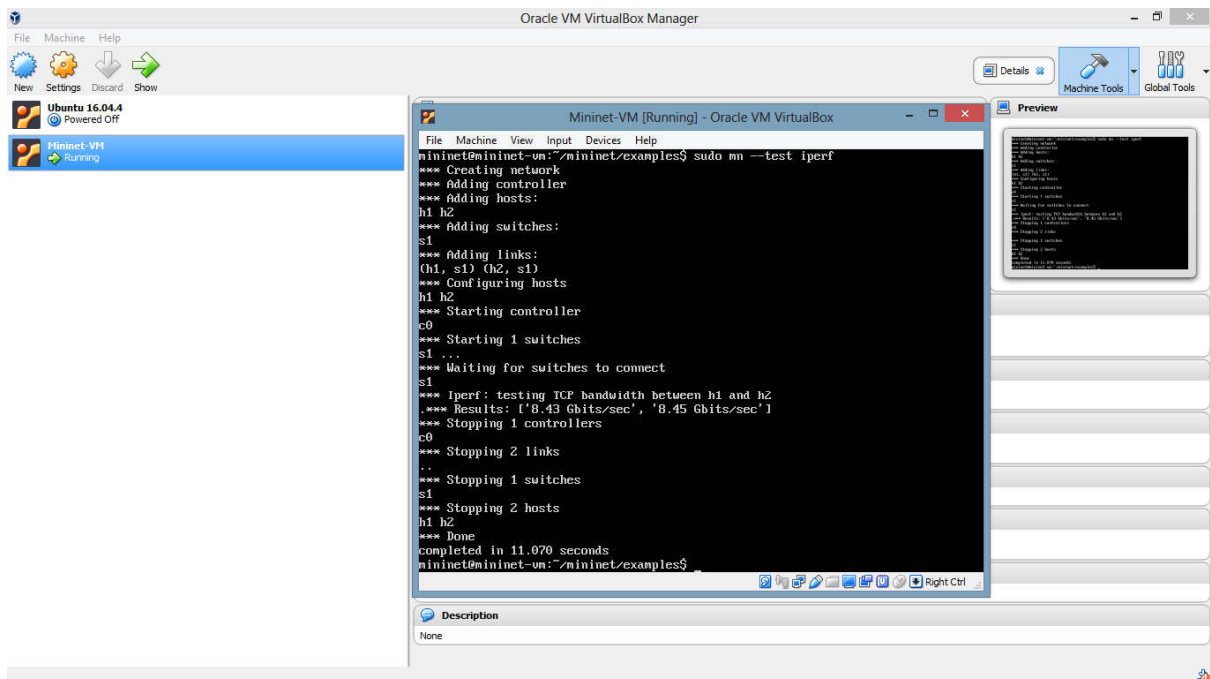 Oracle VM VirtualBox Manager
File Machine Help
New Settings Discard Show
Details
Machine Tools
Global Tools
Ubuntu 16.04.4
Powered Off
Mininet-VM
Running
Preview
Mininet-VM [Running] - Oracle VM VirtualBox
File Machine View Input Devices Help
mininet@mininet-vm:~/mininet/examples$ sudo mn --test iperf
*** Creating network
*** Adding controller
*** Adding hosts:
h1 h2
*** Adding switches:
s1
*** Adding links:
(h1, s1) (h2, s1)
*** Configuring hosts
h1 h2
*** Starting controller
c0
*** Starting 1 switches
s1 ...
*** Waiting for switches to connect
s1
*** Iperf: testing TCP bandwidth between h1 and h2
.*** Results: ['8.43 Gbits/sec', '8.45 Gbits/sec']
*** Stopping 1 controllers
c0
*** Stopping 2 links
..
*** Stopping 1 switches
s1
*** Stopping 2 hosts
h1 h2
*** Done
completed in 11.070 seconds
mininet@mininet-vm:~/mininet/examples$ _
Right Ctrl
Description
None